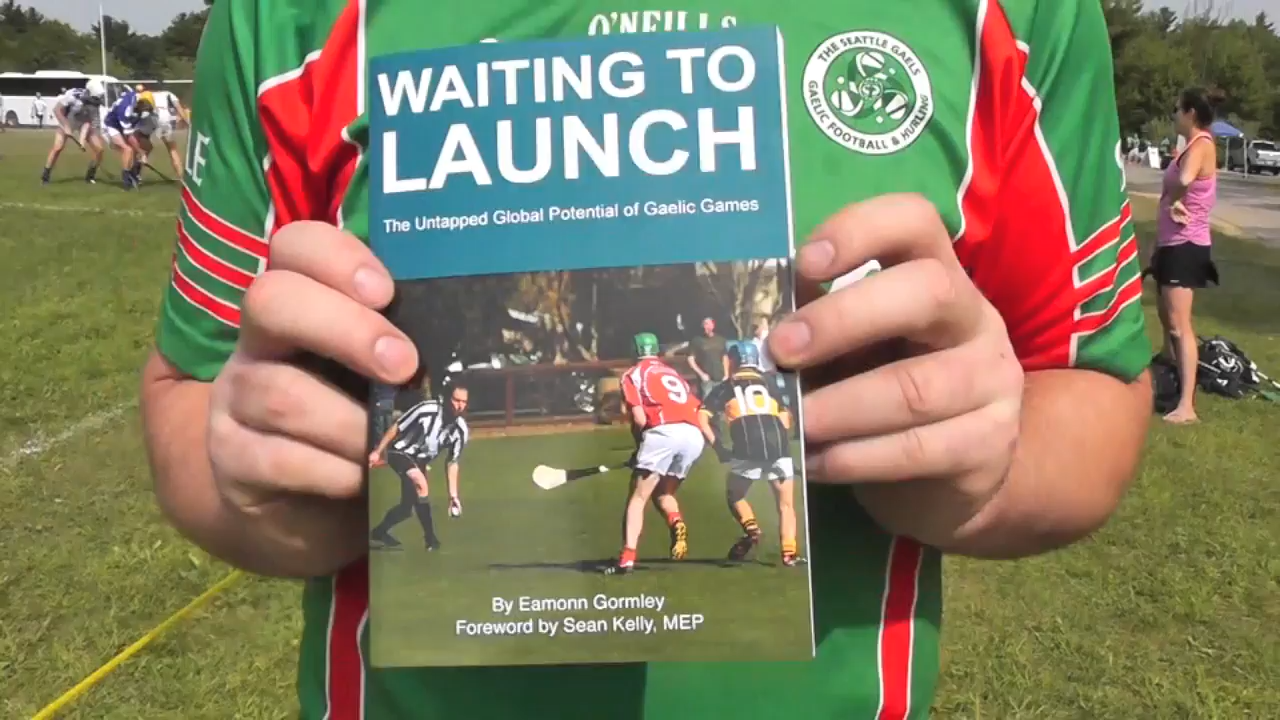 O'NEILLS
WAITING TO
LAUNCH
The Untapped Global Potential of Gaelic Games
9
10
By Eamonn Gormley
Foreword by Sean Kelly, MEP
THE SEATTLE GAELS
GAELIC FOOTBALL & HURLING
LE